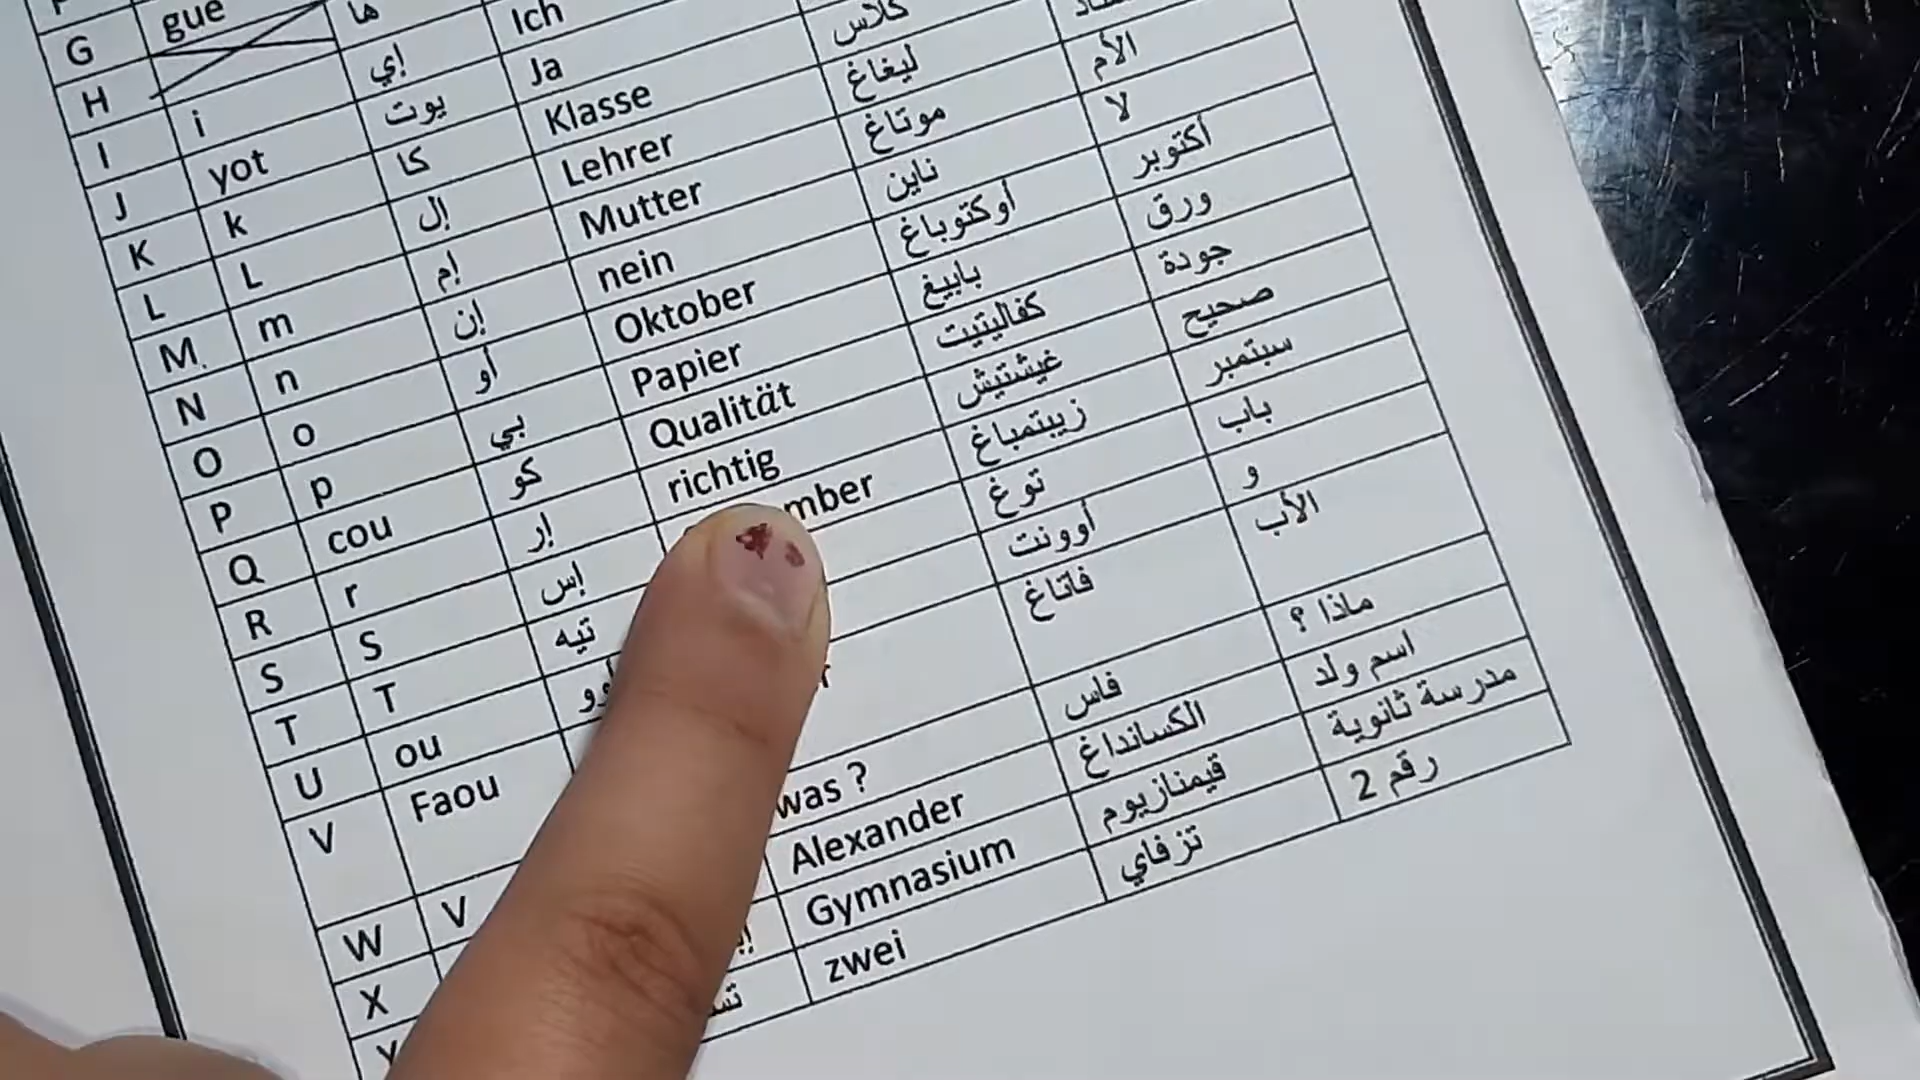 G gue
H ها
I i إي Ich
J yot يوت Ja
K k كا Klasse كلاس
L L إل Lehrer ليغاغ
M m إم Mutter موتاغ الأم
N n إن nein ناين لا
O o أو Oktober أوكتوباغ أكتوبر
P p بي Papier بابيغ ورق
Q cou كو Qualität كفاليتيت جودة
R r إر richtig غيشتيش صحيح
S S إس mber زيبتمباغ سبتمبر
T T تيه توغ باب
U ou أوونت و
V Faou فاتاغ الأب
W V was ? فاس ماذا ؟
X Alexander الكسانداغ اسم ولد
Y Gymnasium قيمنازيوم مدرسة ثانوية
zwei تزفاي رقم 2